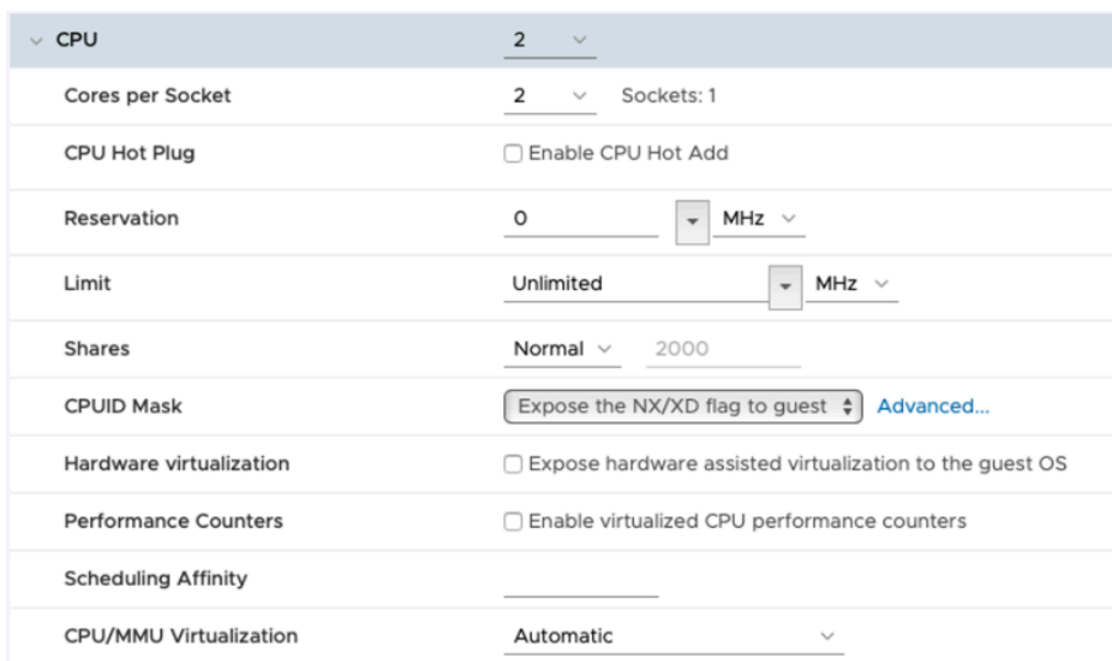 CPU 2
Cores per Socket 2 Sockets: 1
CPU Hot Plug Enable CPU Hot Add
Reservation 0 MHz
Limit Unlimited MHz
Shares Normal 2000
CPUID Mask Expose the NX/XD flag to guest Advanced...
Hardware virtualization Expose hardware assisted virtualization to the guest OS
Performance Counters Enable virtualized CPU performance counters
Scheduling Affinity
CPU/MMU Virtualization Automatic